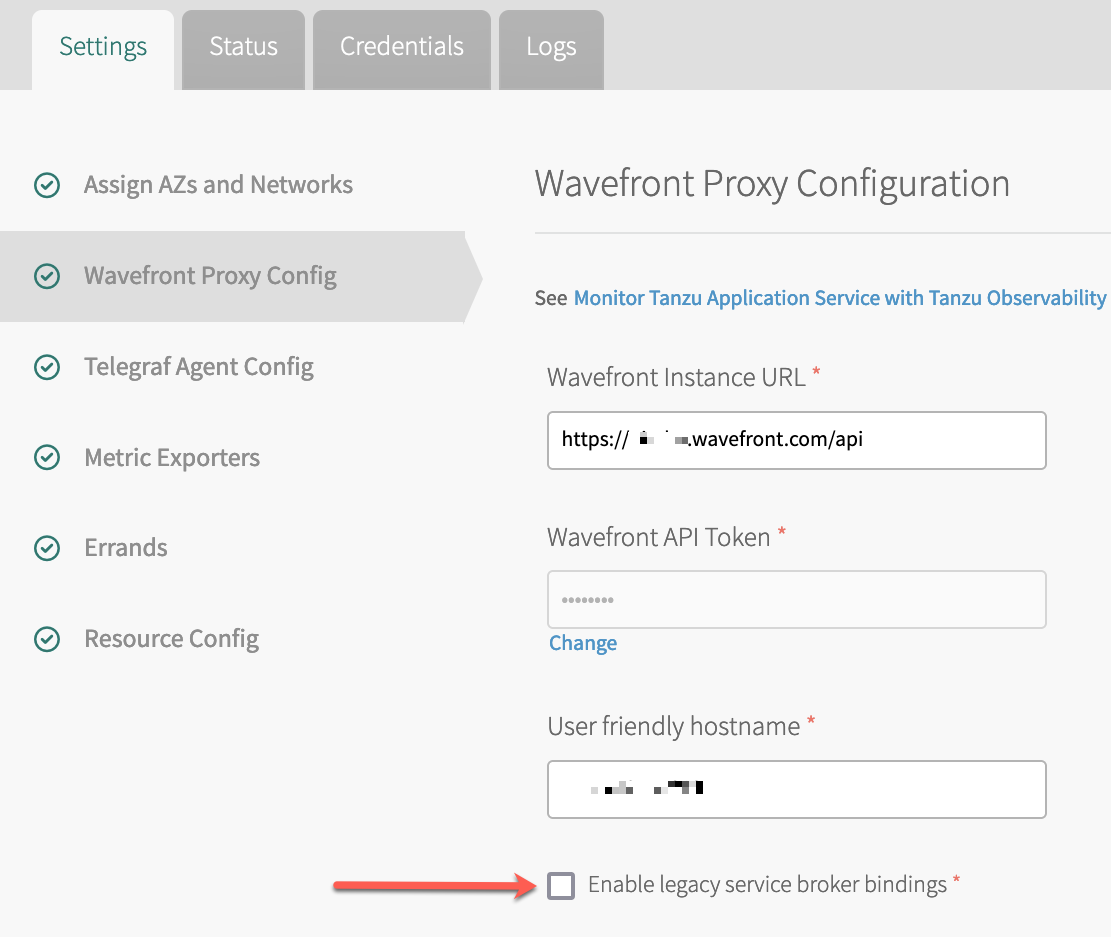 Settings
Status
Credentials
Logs
Assign AZs and Networks
Wavefront Proxy Config
Telegraf Agent Config
Metric Exporters
Errands
Resource Config
Wavefront Proxy Configuration
See Monitor Tanzu Application Service with Tanzu Observability
Wavefront Instance URL *
https:// .wavefront.com/api
Wavefront API Token *
••••••••
Change
User friendly hostname *
Enable legacy service broker bindings *